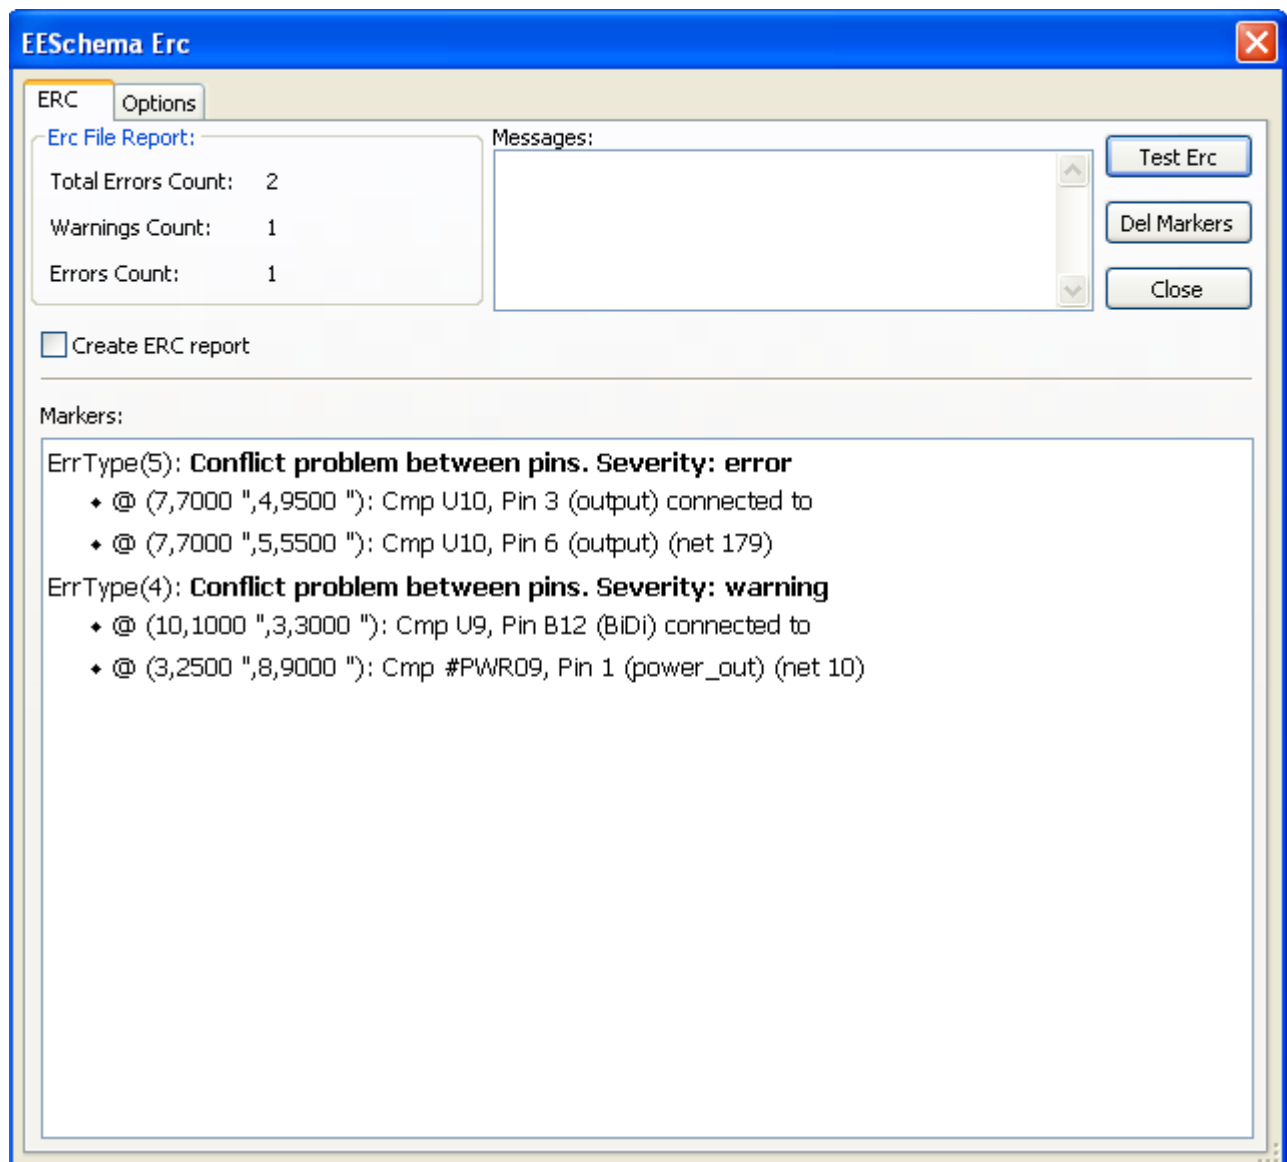 EESchema Erc
ERC
Options
Erc File Report:
Total Errors Count: 2
Warnings Count: 1
Errors Count: 1
Messages:
Test Erc
Del Markers
Close
Create ERC report
Markers:
ErrType(5): Conflict problem between pins. Severity: error
• @ (7,7000 ",4,9500 "): Cmp U10, Pin 3 (output) connected to
• @ (7,7000 ",5,5500 "): Cmp U10, Pin 6 (output) (net 179)
ErrType(4): Conflict problem between pins. Severity: warning
• @ (10,1000 ",3,3000 "): Cmp U9, Pin B12 (BiDi) connected to
• @ (3,2500 ",8,9000 "): Cmp #PWR09, Pin 1 (power_out) (net 10)